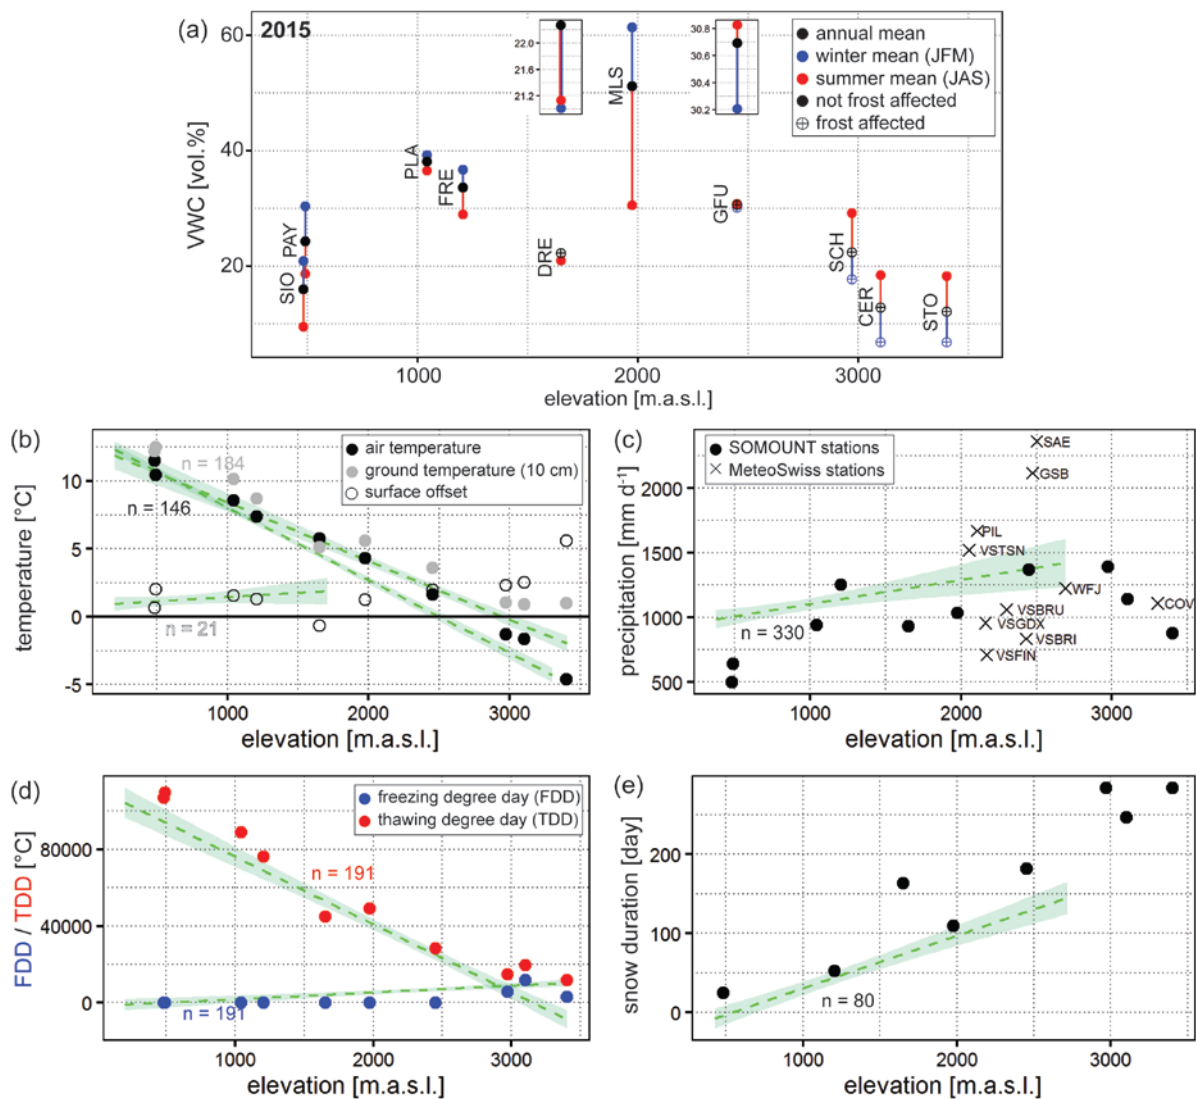 (a)
2015
22.0
21.6
21.2
30.8
30.6
30.4
30.2
annual mean
winter mean (JFM)
summer mean (JAS)
not frost affected
frost affected
60
40
20
VWC [vol.%]
SIO
PAY
PLA
FRE
DRE
MLS
GFU
SCH
CER
STO
1000
2000
3000
elevation [m.a.s.l.]
(b)
air temperature
ground temperature (10 cm)
surface offset
n = 184
n = 146
n = 21
10
5
0
-5
temperature [°C]
1000
2000
3000
elevation [m.a.s.l.]
(c)
SOMOUNT stations
MeteoSwiss stations
SAE
GSB
PIL
VSTSN
WFJ
COV
VSBRU
VSGDX
VSBRI
VSFIN
n = 330
2000
1500
1000
500
precipitation [mm d⁻¹]
1000
2000
3000
elevation [m.a.s.l.]
(d)
freezing degree day (FDD)
thawing degree day (TDD)
n = 191
n = 191
80000
40000
0
FDD / TDD [°C]
1000
2000
3000
elevation [m.a.s.l.]
(e)
n = 80
200
100
0
snow duration [day]
1000
2000
3000
elevation [m.a.s.l.]